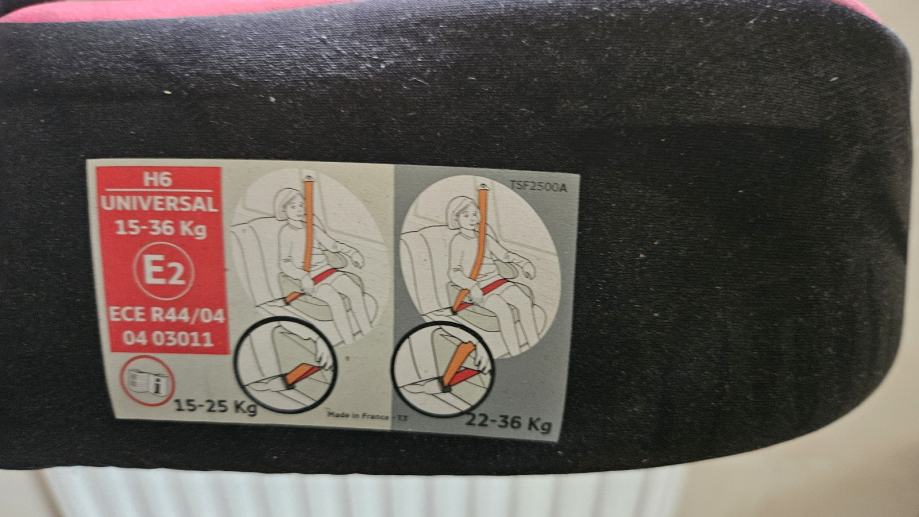 H6
UNIVERSAL
15-36 Kg
E2
ECE R44/04
04 03011
i
15-25 Kg
Made in France - TT
TSF2500A
22-36 Kg